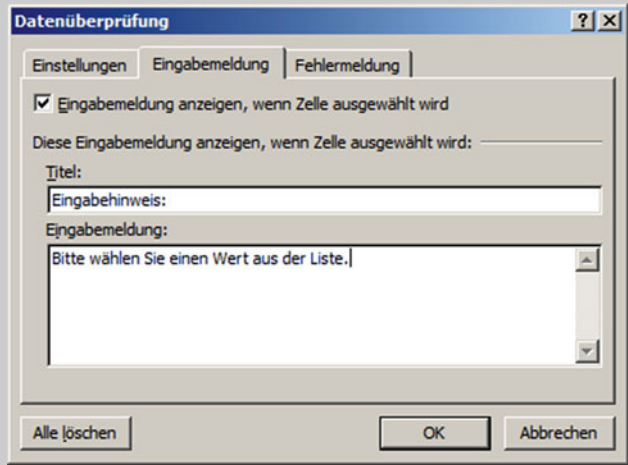 Datenüberprüfung
Einstellungen Eingabemeldung Fehlermeldung
Eingabemeldung anzeigen, wenn Zelle ausgewählt wird
Diese Eingabemeldung anzeigen, wenn Zelle ausgewählt wird:
Titel:
Eingabehinweis:
Eingabemeldung:
Bitte wählen Sie einen Wert aus der Liste.
Alle löschen OK Abbrechen